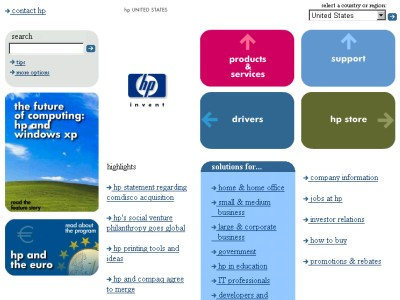 contact hp
hp UNITED STATES
select a country or region:
United States
search
tips
more options
products
& services
support
drivers
hp store
hp
invent
the future
of computing:
hp and
windows xp
read the
feature story
read about
the program
hp and
the euro
highlights
hp statement regarding
comdisco acquisition
hp's social venture
philanthropy goes global
hp printing tools and
ideas
hp and compaq agree
to merge
solutions for...
home & home office
small & medium
business
large & corporate
business
government
hp in education
IT professionals
developers and
company information
jobs at hp
investor relations
how to buy
promotions & rebates